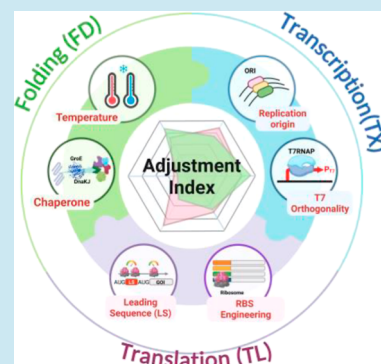 Folding (FD)
Transcription(TX)
ORI
Temperature
Replication
origin
GroE
DnaKJ
Chaperone
Adjustment
Index
T7RNAP
PT7
T7
Orthogonality
AUG LS AUG GOI
Leading
Sequence (LS)
Ribosome
RBS
Engineering
Translation (TL)